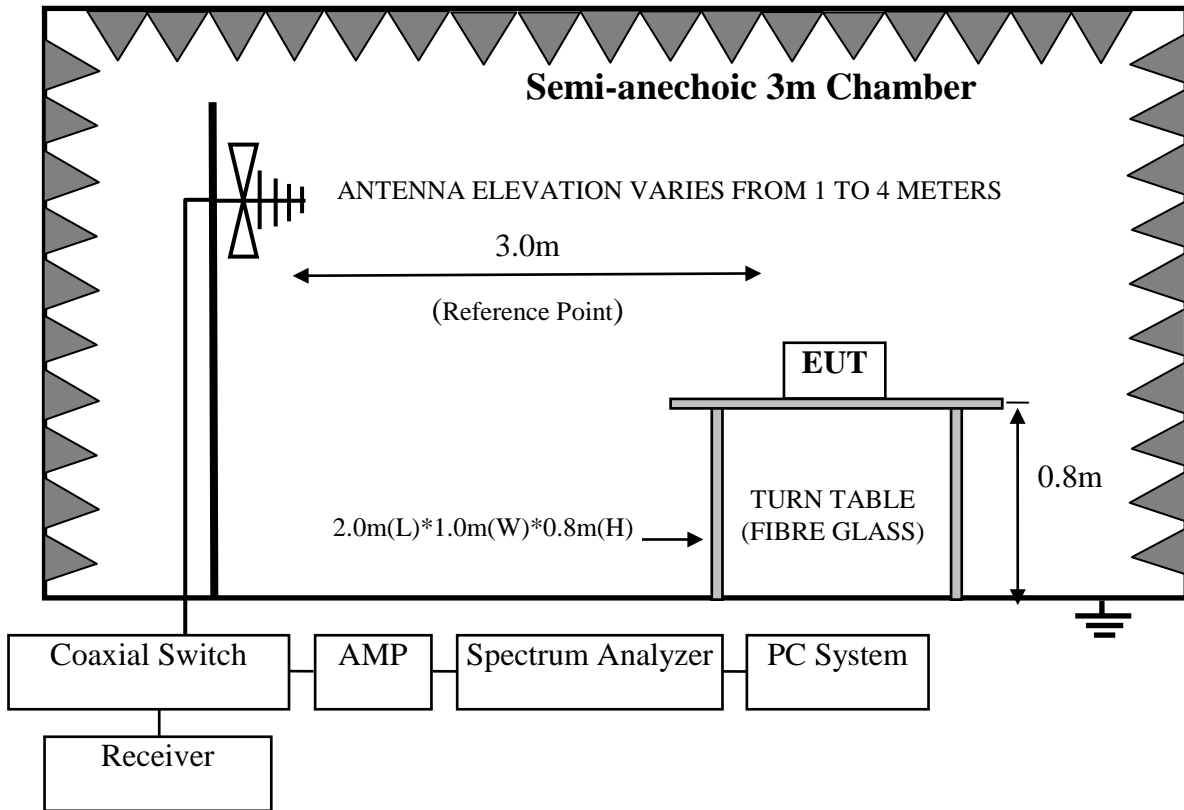 Semi-anechoic 3m Chamber
ANTENNA ELEVATION VARIES FROM 1 TO 4 METERS
3.0m
(Reference Point)
EUT
0.8m
TURN TABLE
(FIBRE GLASS)
2.0m(L)*1.0m(W)*0.8m(H)
Coaxial Switch
AMP
Spectrum Analyzer
PC System
Receiver